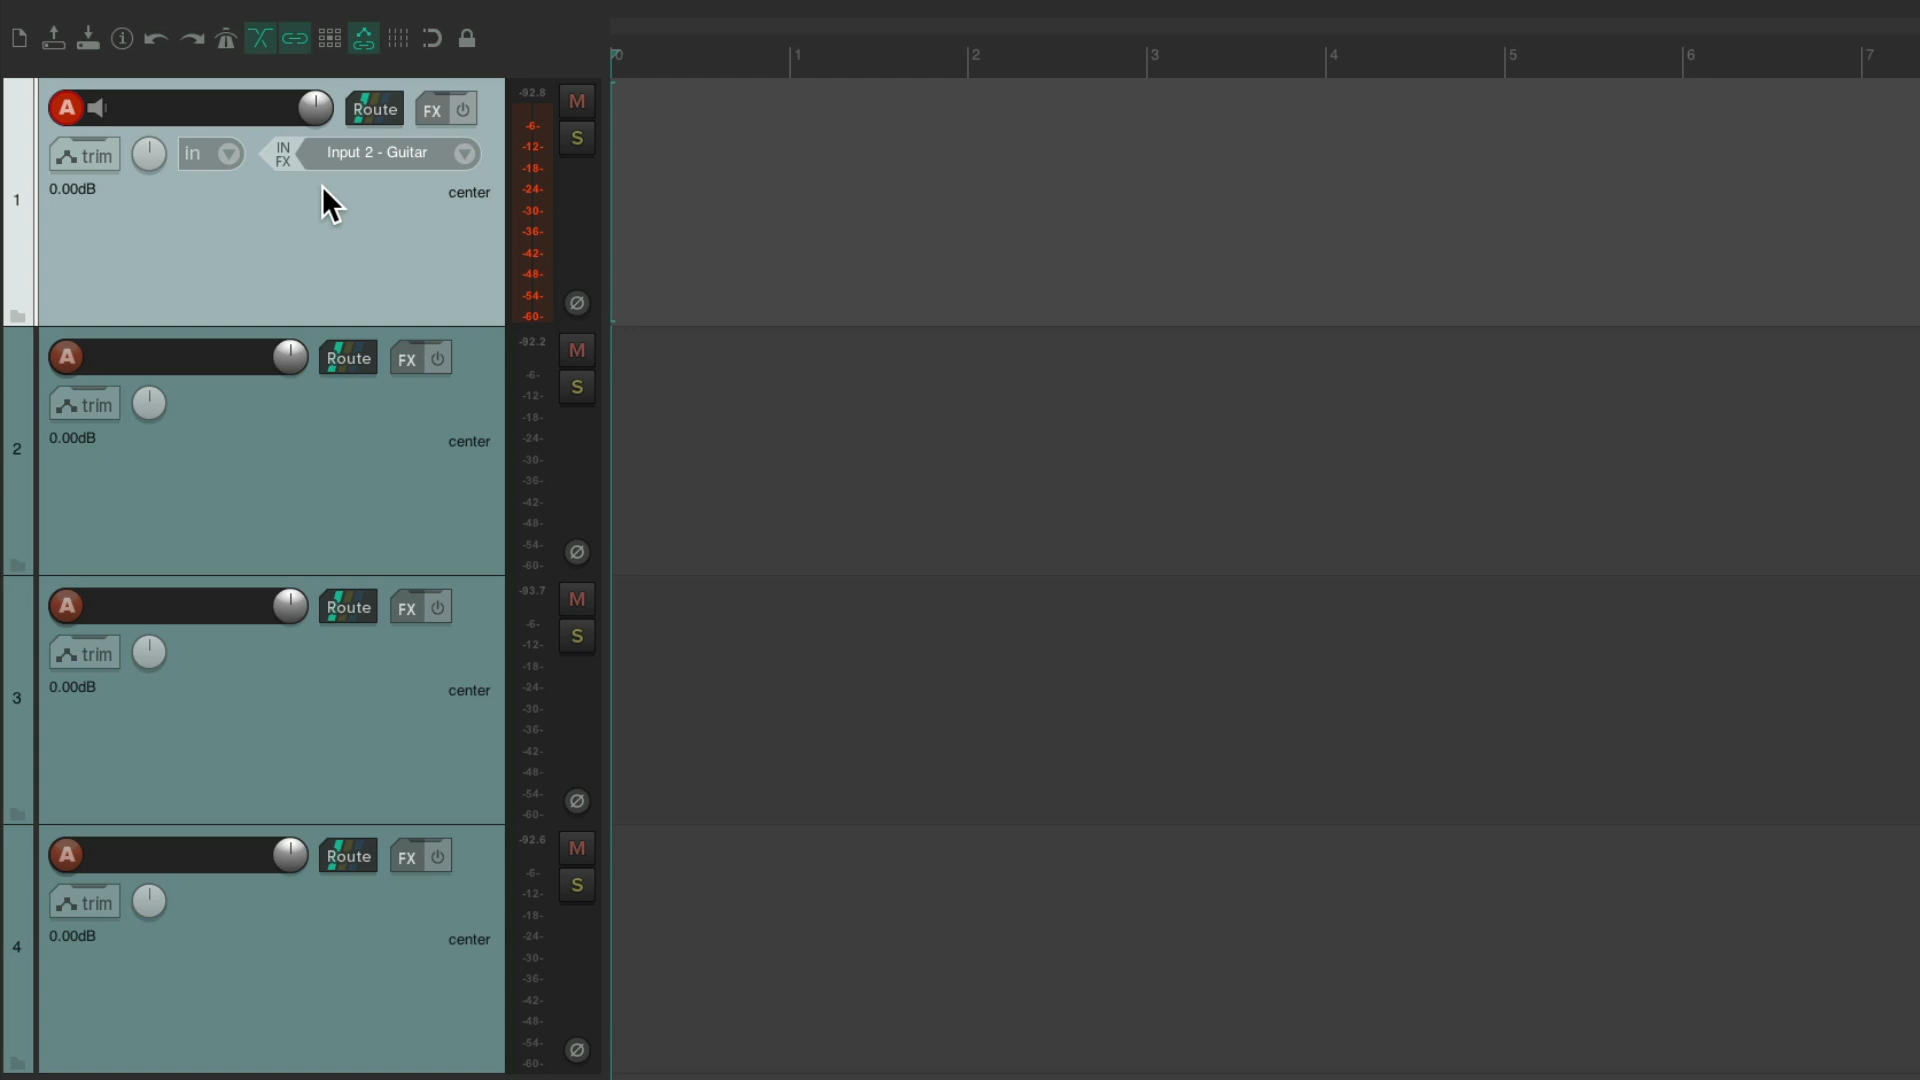 0 1 2 3 4 5 6 7
A Route FX -92.8 M
-6- S
trim in IN FX Input 2 - Guitar -12-
-18-
0.00dB center -24-
1 -30-
-36-
-42-
-48-
-54- Ø
-60-
A Route FX -92.2 M
-6- S
trim -12-
-18-
0.00dB center -24-
2 -30-
-36-
-42-
-48-
-54- Ø
-60-
A Route FX -93.7 M
-6- S
trim -12-
-18-
0.00dB center -24-
3 -30-
-36-
-42-
-48-
-54- Ø
-60-
A Route FX -92.6 M
-6- S
trim -12-
-18-
0.00dB center -24-
4 -30-
-36-
-42-
-48-
-54- Ø
-60-